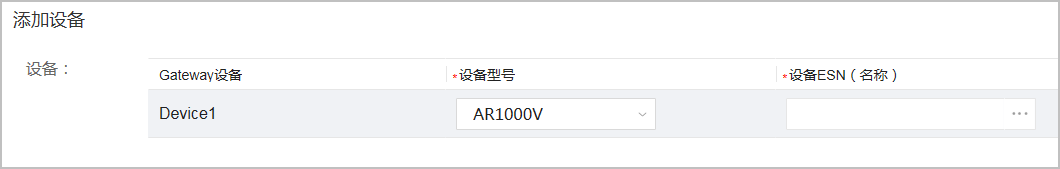 添加设备
设备：
Gateway设备 *设备型号 *设备ESN（名称）
Device1 AR1000V ...